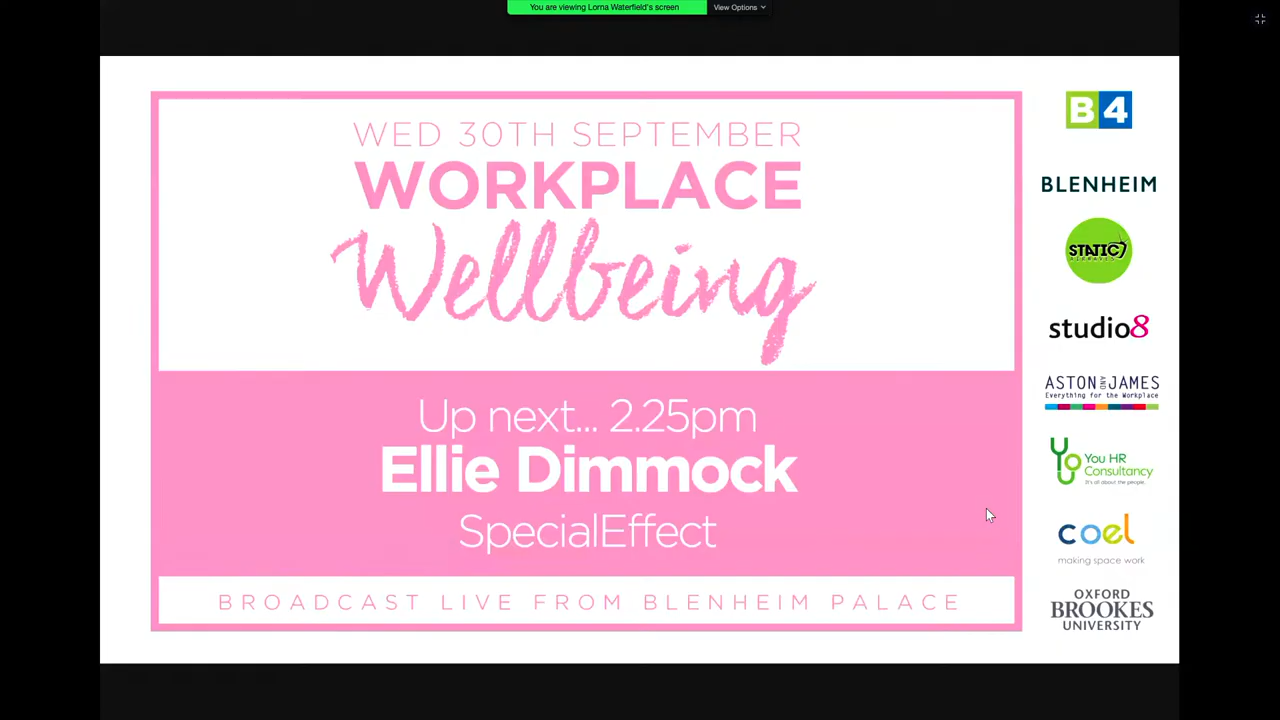 You are viewing Lorna Waterfield's screen
View Options
WED 30TH SEPTEMBER
WORKPLACE
Wellbeing
Up next... 2.25pm
Ellie Dimmock
SpecialEffect
BROADCAST LIVE FROM BLENHEIM PALACE
B4
BLENHEIM
STATIC
AIRWAVES
studio8
ASTON AND JAMES
Everything for the Workplace
You HR
Consultancy
It's all about the people.
coel
making space work
OXFORD
BROOKES
UNIVERSITY